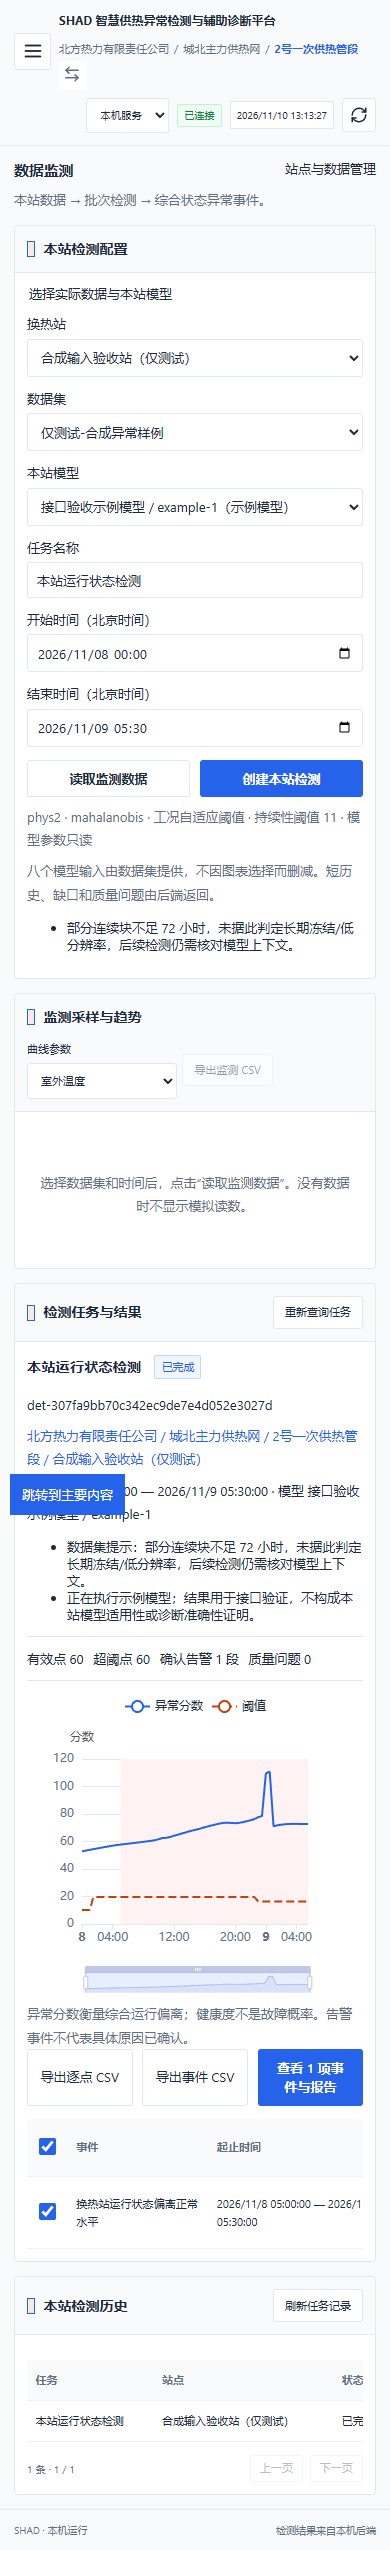 SHAD 智慧供热异常检测与辅助诊断平台
北方热力有限责任公司 / 城北主力供热网 / 2号一次供热管段
本机服务 已连接 2026/11/10 13:13:27
数据监测 站点与数据管理
本站数据 → 批次检测 → 综合状态异常事件。
本站检测配置
选择实际数据与本站模型
换热站
合成输入验收站（仅测试）
数据集
仅测试-合成异常样例
本站模型
接口验收示例模型 / example-1（示例模型）
任务名称
本站运行状态检测
开始时间（北京时间）
2026/11/08 00:00
结束时间（北京时间）
2026/11/09 05:30
读取监测数据 创建本站检测
phys2 · mahalanobis · 工况自适应阈值 · 持续性阈值 11 · 模
型参数只读
八个模型输入由数据集提供，不因图表选择而删减。短历
史、缺口和质量问题由后端返回。
• 部分连续块不足 72 小时，未据此判定长期冻结/低
分辨率，后续检测仍需核对模型上下文。
监测采样与趋势
曲线参数
室外温度 导出监测 CSV
选择数据集和时间后，点击“读取监测数据”。没有数据
时不显示模拟读数。
检测任务与结果 重新查询任务
本站运行状态检测 已完成
det-307fa9bb70c342ec9de7e4d052e3027d
北方热力有限责任公司 / 城北主力供热网 / 2号一次供热管
段 / 合成输入验收站（仅测试）
跳转到主要内容
00 — 2026/11/9 05:30:00 · 模型 接口验收
示例模型 / example-1
• 数据集提示：部分连续块不足 72 小时，未据此判定
长期冻结/低分辨率，后续检测仍需核对模型上下
文。
• 正在执行示例模型；结果用于接口验证，不构成本
站模型适用性或诊断准确性证明。
有效点 60 超阈点 60 确认告警 1 段 质量问题 0
异常分数 阈值
分数
120
100
80
60
40
20
0
8 04:00 12:00 20:00 9 04:00
异常分数衡量综合运行偏离；健康度不是故障概率。告警
事件不代表具体原因已确认。
导出逐点 CSV 导出事件 CSV 查看 1 项事
件与报告
事件 起止时间
换热站运行状态偏离正常
水平
2026/11/8 05:00:00 — 2026/1
05:30:00
本站检测历史 刷新任务记录
任务 站点 状态
本站运行状态检测 合成输入验收站（仅测试） 已完
1 条 · 1 / 1 上一页 下一页
SHAD · 本机运行 检测结果来自本机后端